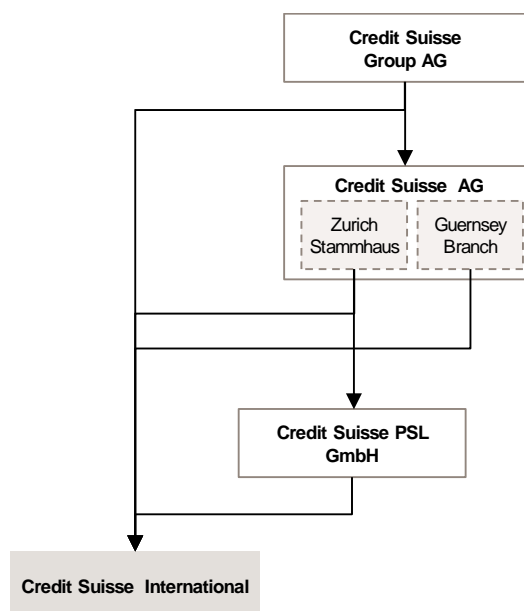 Credit Suisse
Group AG
Credit Suisse AG
Zurich
Stammhaus
Guernsey
Branch
Credit Suisse PSL
GmbH
Credit Suisse International